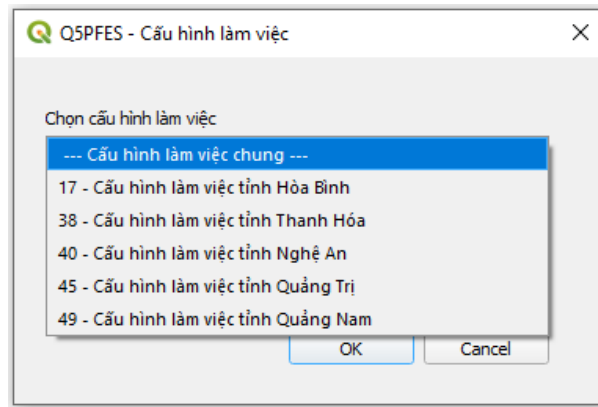 Q5PFES - Cấu hình làm việc
Chọn cấu hình làm việc
--- Cấu hình làm việc chung ---
17 - Cấu hình làm việc tỉnh Hòa Bình
38 - Cấu hình làm việc tỉnh Thanh Hóa
40 - Cấu hình làm việc tỉnh Nghệ An
45 - Cấu hình làm việc tỉnh Quảng Trị
49 - Cấu hình làm việc tỉnh Quảng Nam
OK Cancel